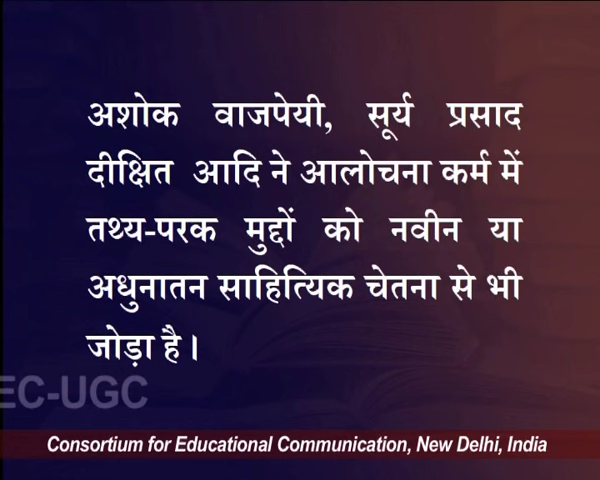 अशोक वाजपेयी, सूर्य प्रसाद
दीक्षित आदि ने आलोचना कर्म में
तथ्य-परक मुद्दों को नवीन या
अधुनातन साहित्यिक चेतना से भी
जोड़ा है।
EC-UGC
Consortium for Educational Communication, New Delhi, India